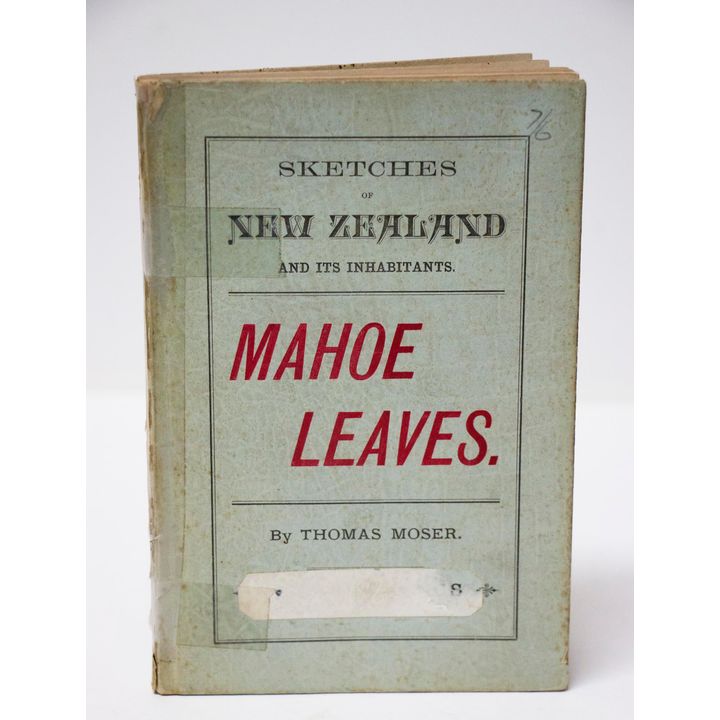 7/6
SKETCHES
OF
NEW ZEALAND
AND ITS INHABITANTS.
MAHOE
LEAVES.
By THOMAS MOSER.
S